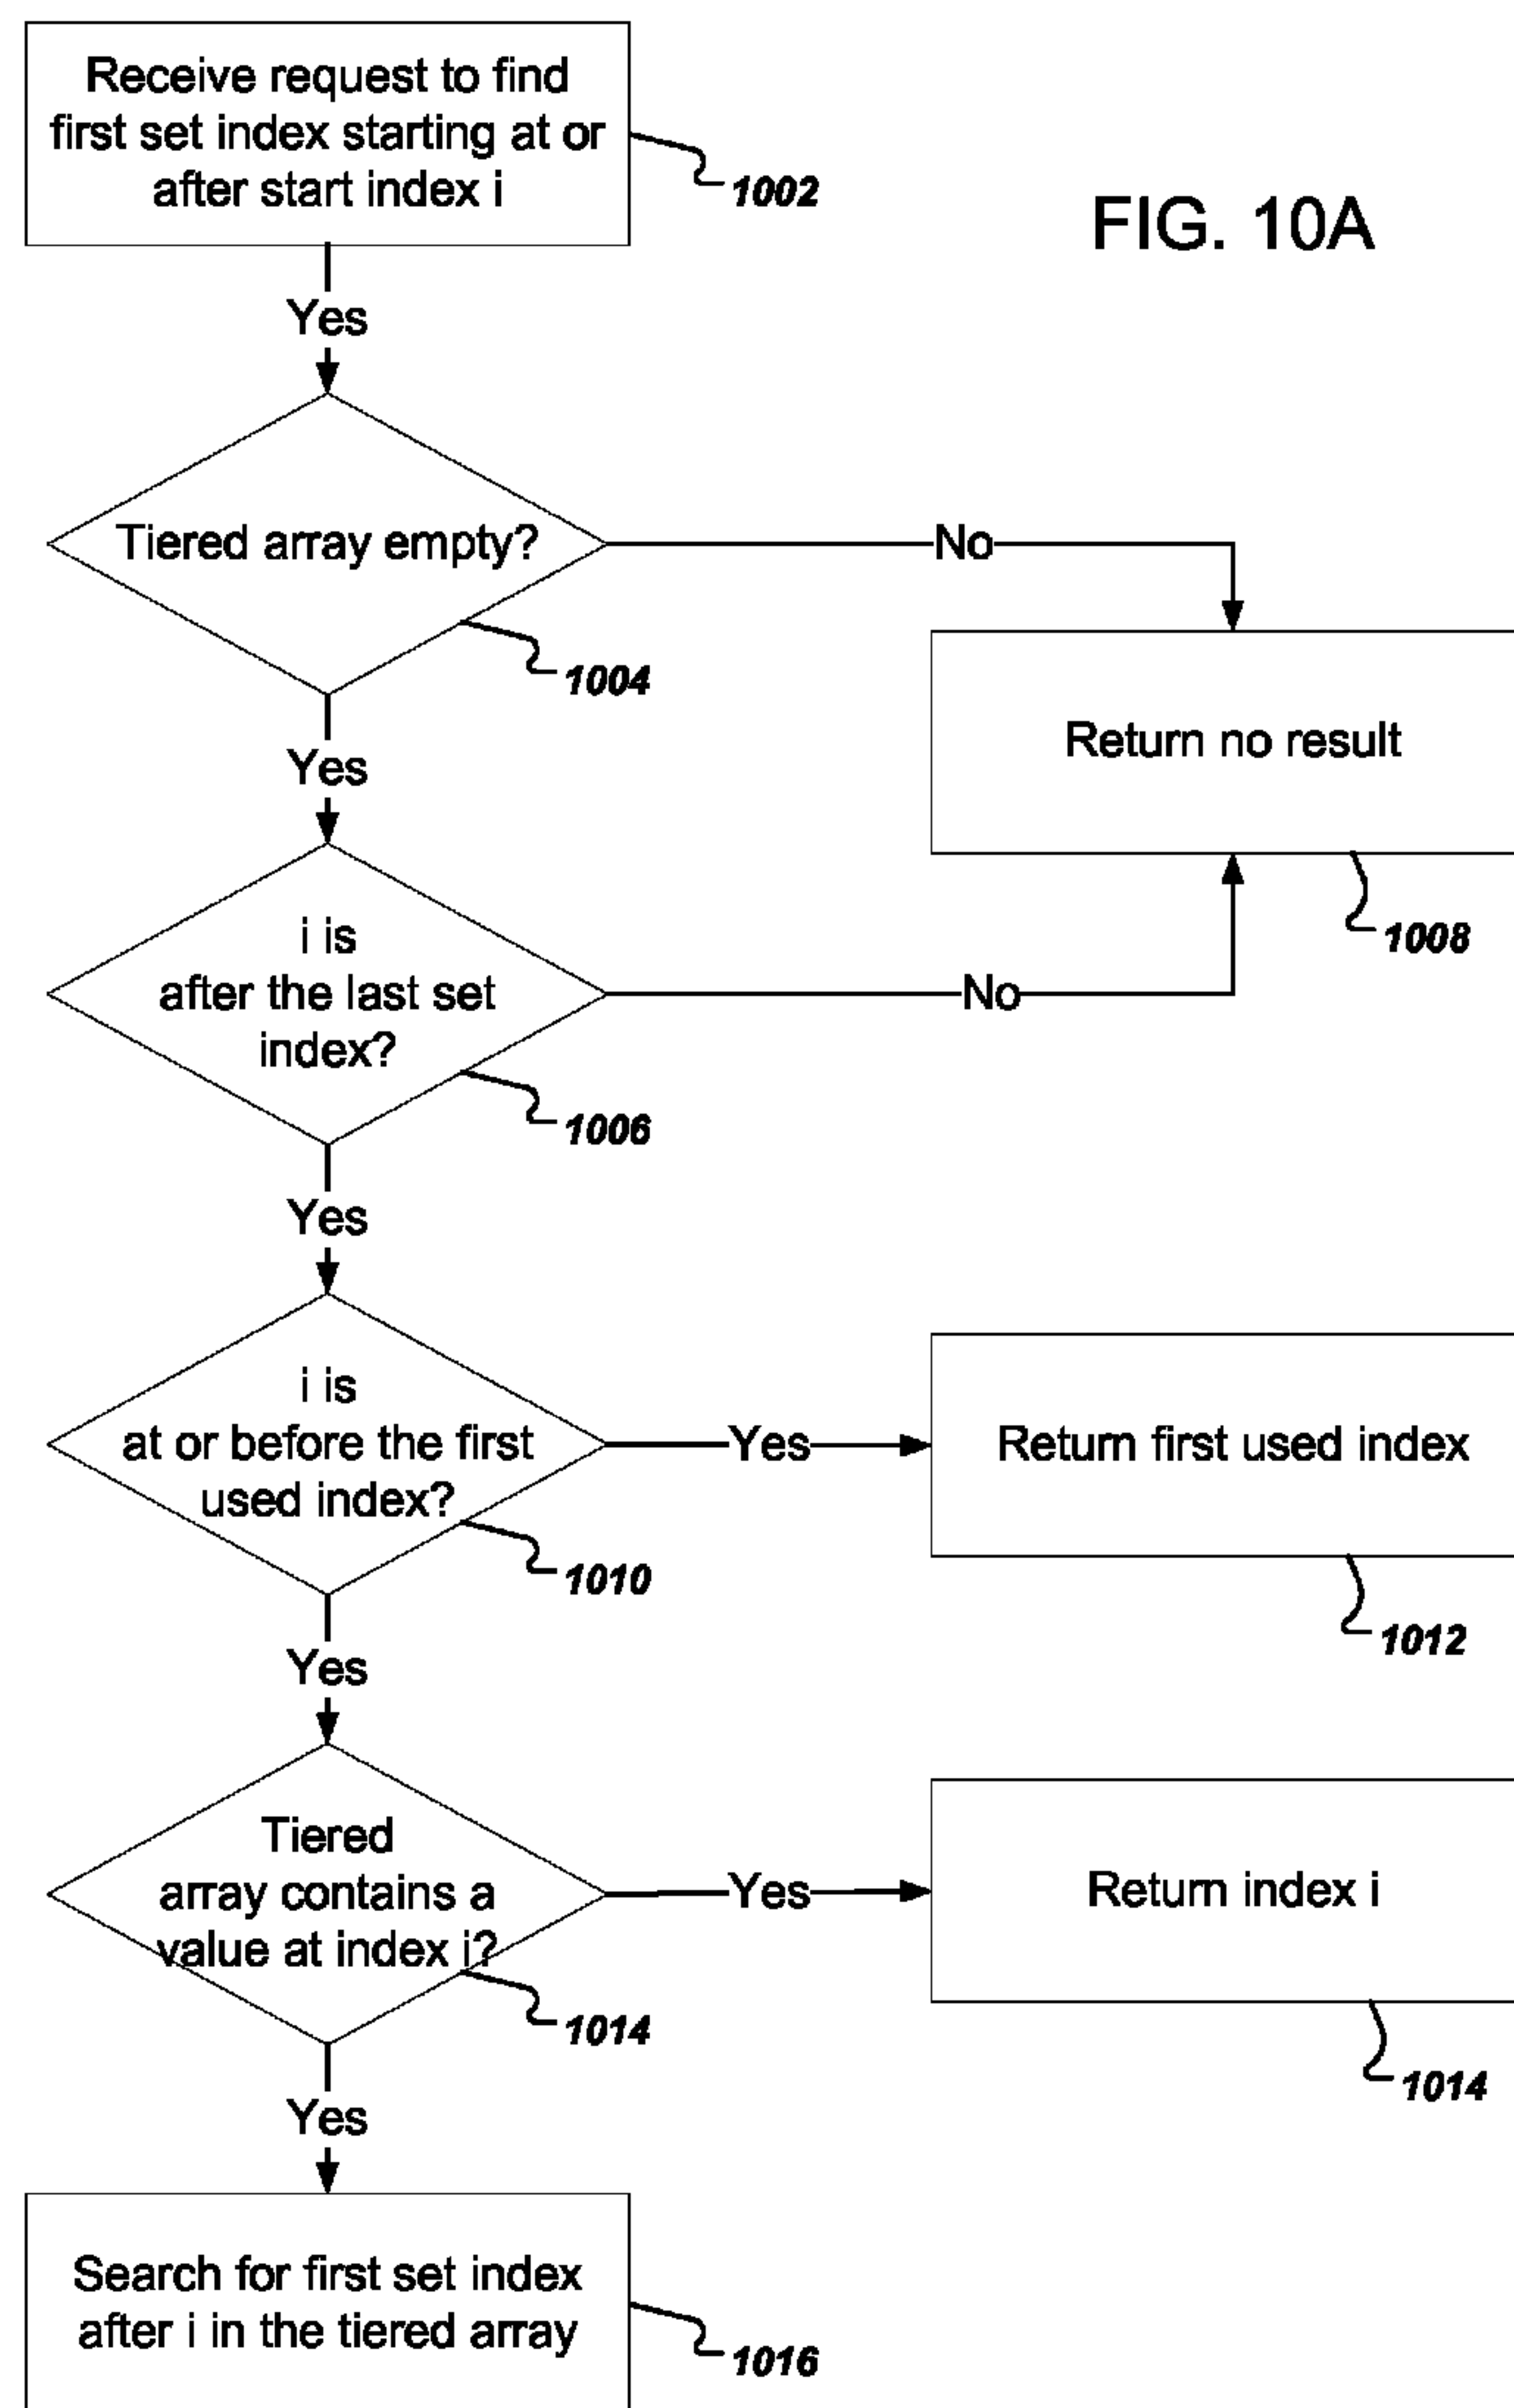 Receive request to find
first set index starting at or
after start index i
1002
FIG. 10A
Yes
Tiered array empty?
No
1004
Return no result
1008
Yes
i is
after the last set
index?
No
1006
Yes
i is
at or before the first
used index?
Yes
Return first used index
1010
1012
Yes
Tiered
array contains a
value at index i?
Yes
Return index i
1014
1014
Yes
Search for first set index
after i in the tiered array
1016